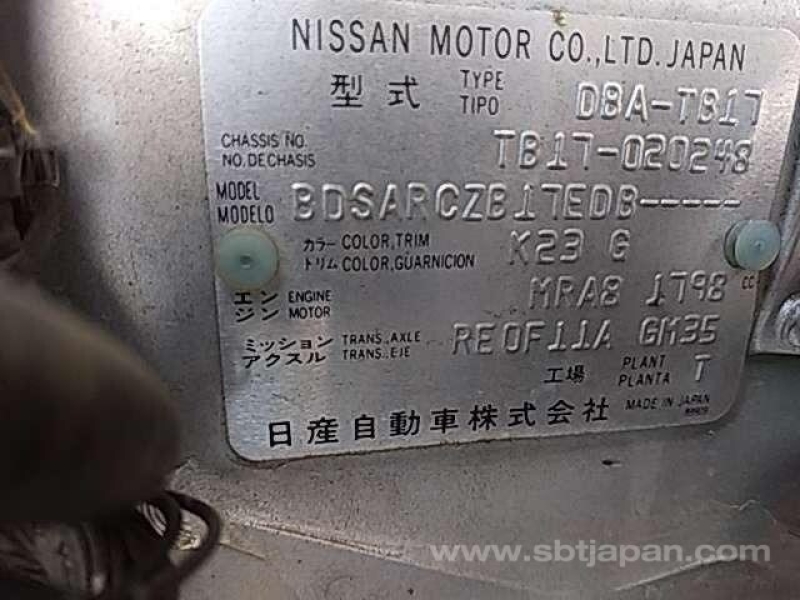 NISSAN MOTOR CO.,LTD. JAPAN
型式 TYPE TIPO DBA-TB17
CHASSIS NO. NO. DE CHASIS TB17-020248
MODEL MODELO BDSARCZB17EDB-----
カラー COLOR, TRIM トリム COLOR, GUARNICION K23 G
エンジン ENGINE MOTOR MRA8 1798 CC
ミッション TRANS., AXLE アクスル TRANS., EJE RE0F11A GM35
工場 PLANT PLANTA T
日産自動車株式会社 MADE IN JAPAN
www.sbtjapan.com